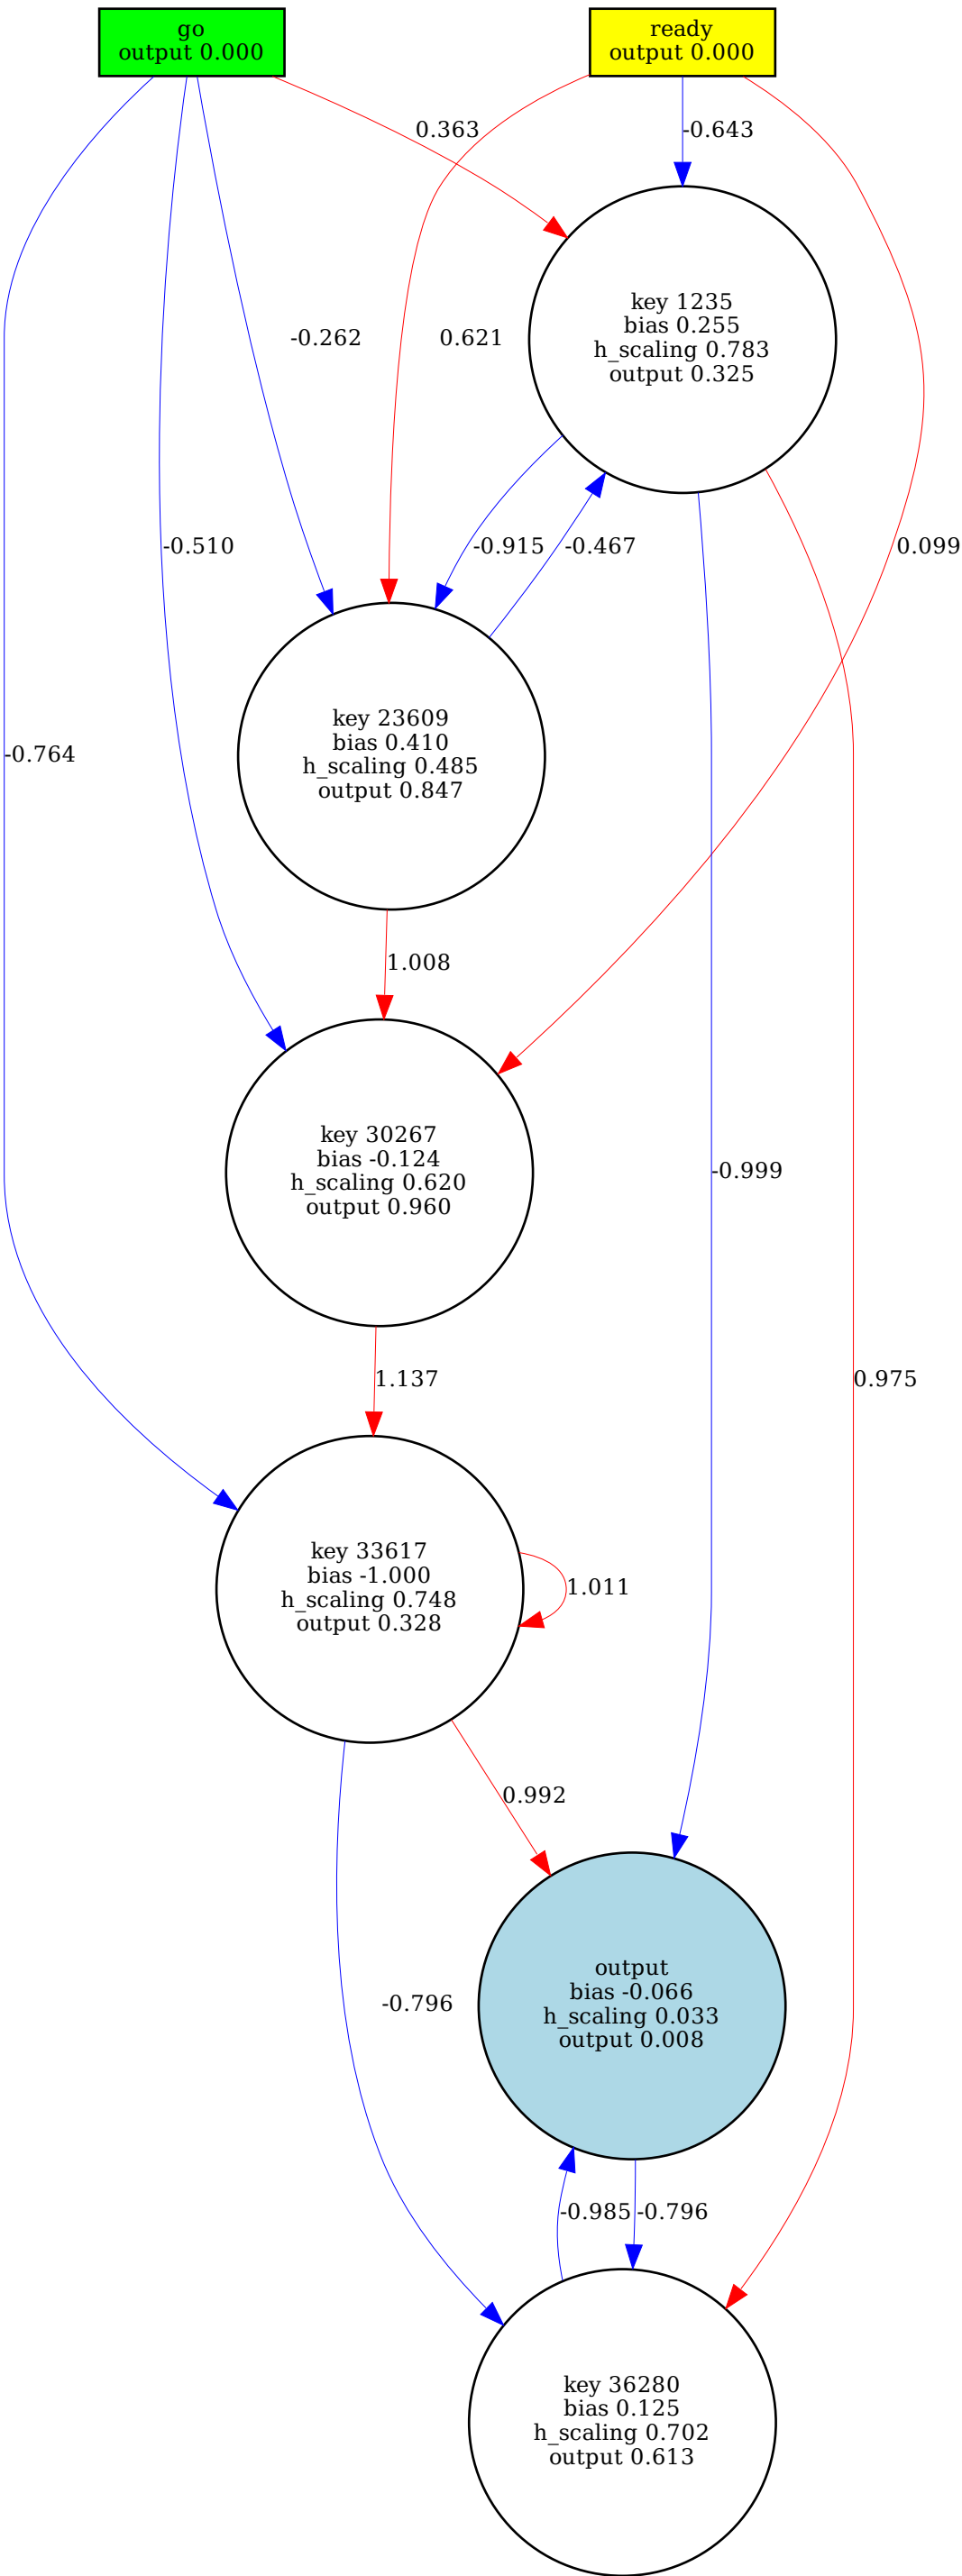 go
output 0.000
ready
output 0.000
0.363
-0.643
key 1235
bias 0.255
h_scaling 0.783
output 0.325
-0.262
0.621
-0.510
-0.915
-0.467
0.099
key 23609
bias 0.410
h_scaling 0.485
output 0.847
-0.764
1.008
key 30267
bias -0.124
h_scaling 0.620
output 0.960
-0.999
1.137
0.975
key 33617
bias -1.000
h_scaling 0.748
output 0.328
1.011
0.992
output
bias -0.066
h_scaling 0.033
output 0.008
-0.796
-0.985
-0.796
key 36280
bias 0.125
h_scaling 0.702
output 0.613